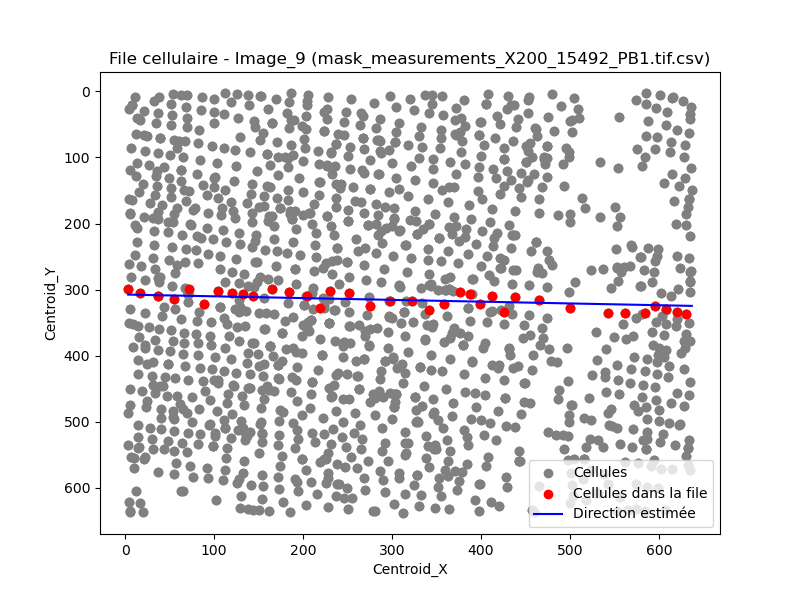 File cellulaire - Image_9 (mask_measurements_X200_15492_PB1.tif.csv)
0
100
200
300
400
500
600
Centroid_Y
Cellules
Cellules dans la file
Direction estimée
0 100 200 300 400 500 600
Centroid_X